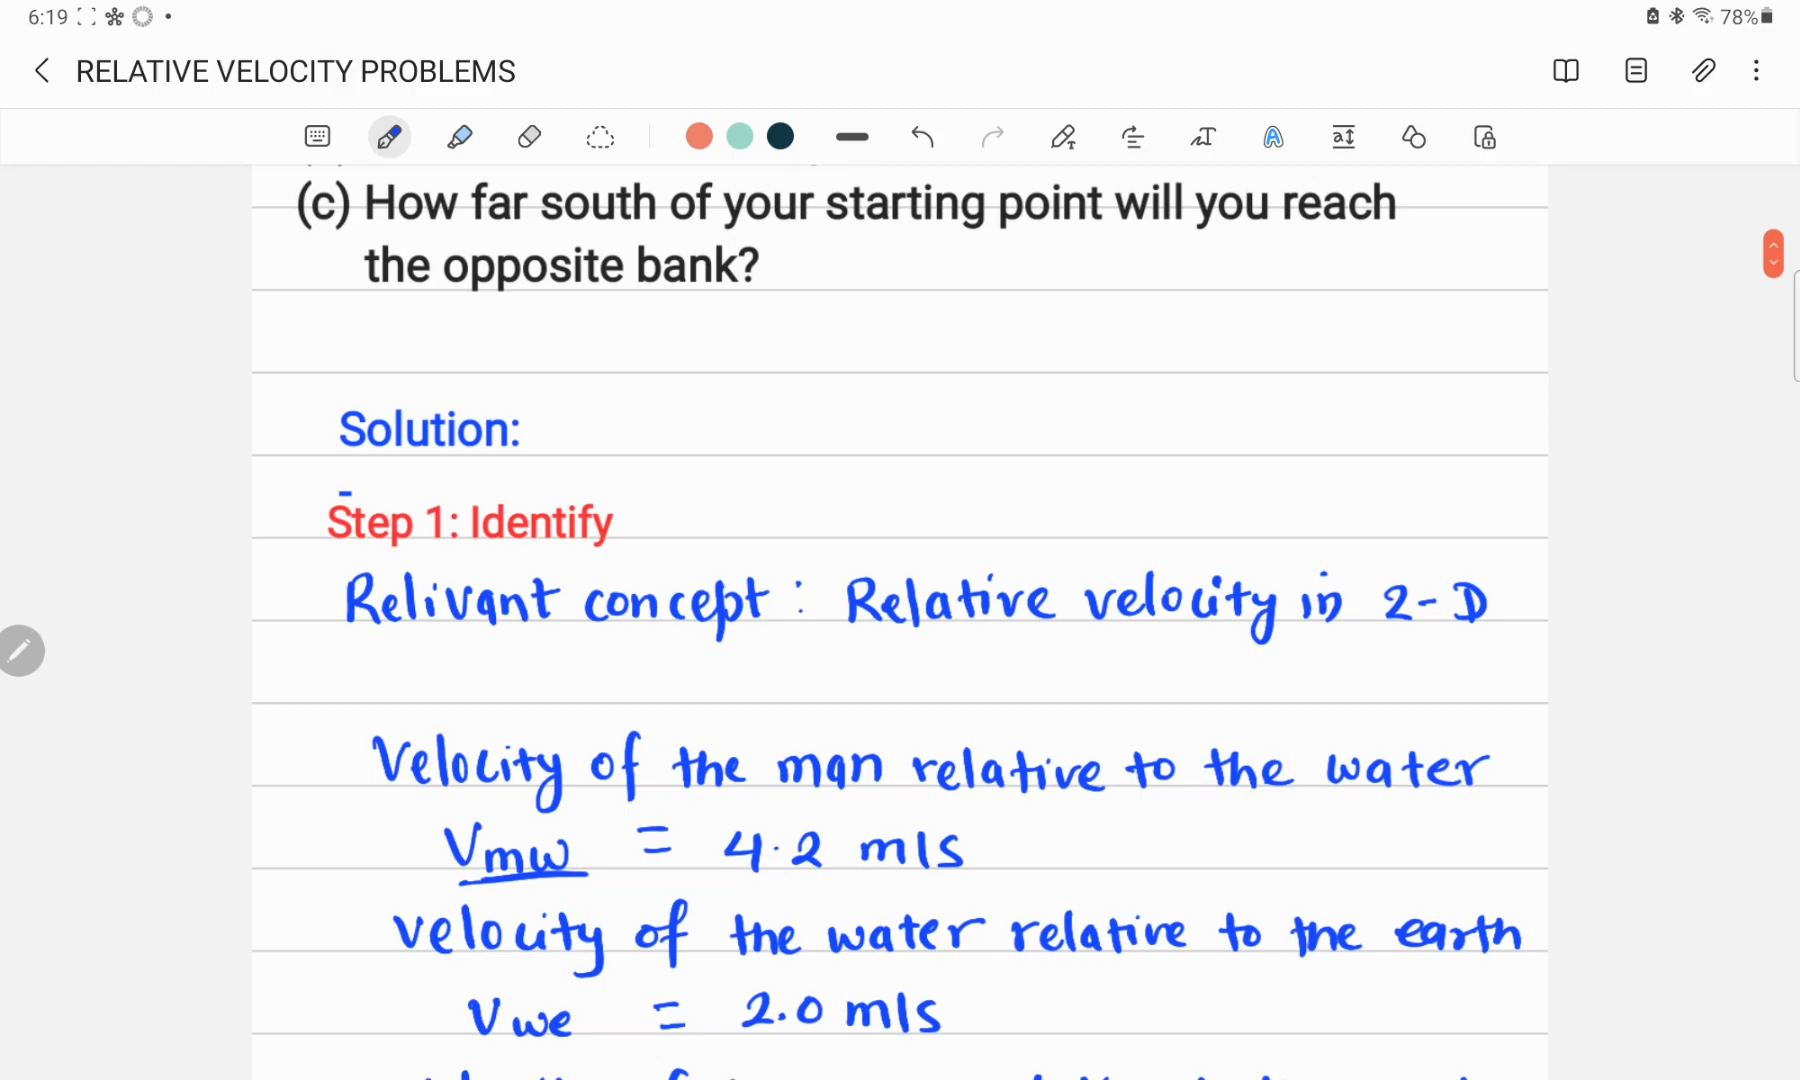 6:19
78%
RELATIVE VELOCITY PROBLEMS
(c) How far south of your starting point will you reach
the opposite bank?
Solution:
Step 1: Identify
Relivant concept : Relative velocity in 2-D
Velocity of the man relative to the water
Vmw = 4.2 m/s
velocity of the water relative to the earth
Vwe = 2.0 m/s